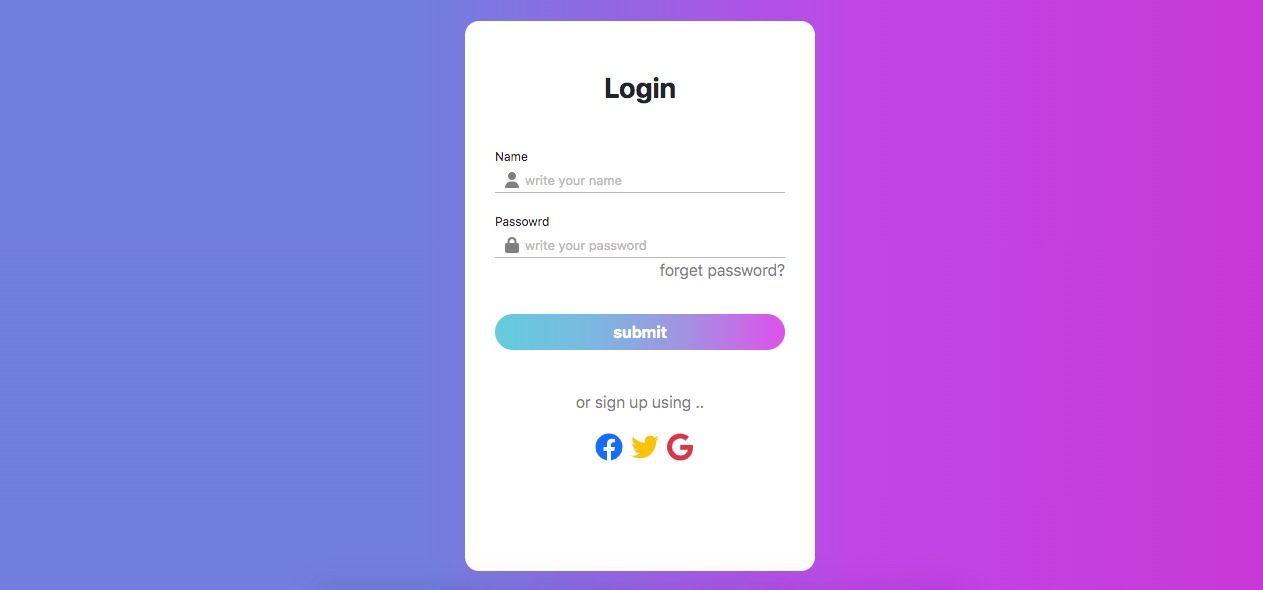 Login
Name
write your name
Passowrd
write your password
forget password?
submit
or sign up using ..